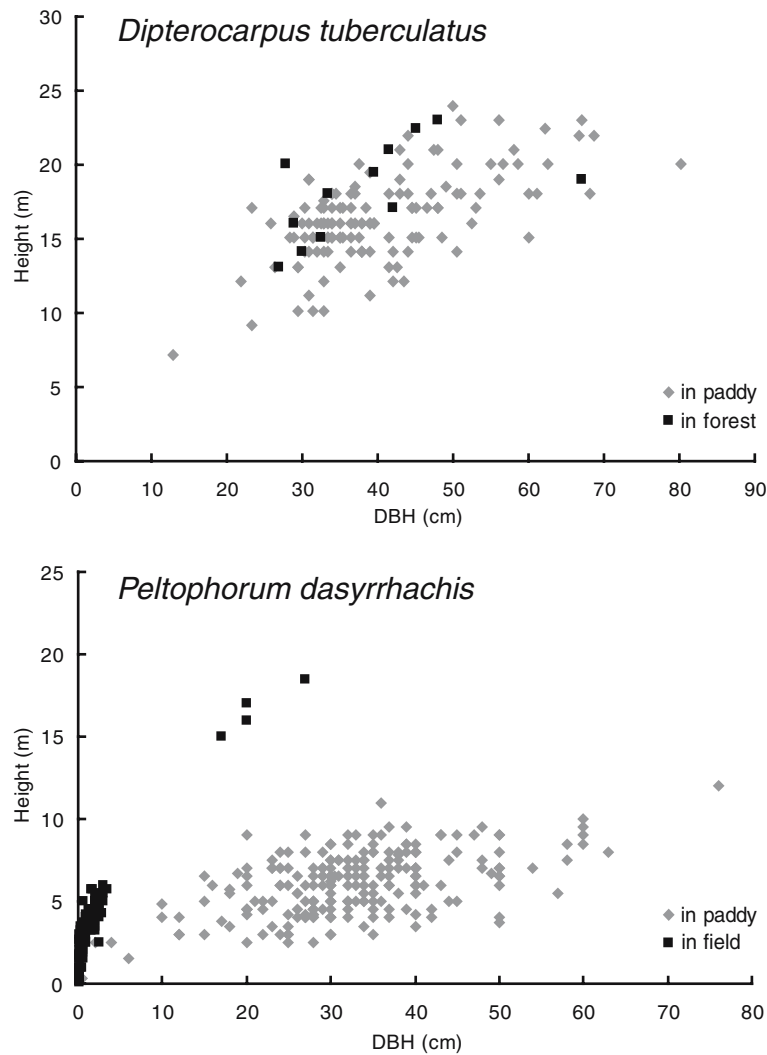 Dipterocarpus tuberculatus
30
25
20
15
10
5
0
Height (m)
in paddy
in forest
0 10 20 30 40 50 60 70 80 90
DBH (cm)
Peltophorum dasyrrhachis
25
20
15
10
5
0
Height (m)
in paddy
in field
0 10 20 30 40 50 60 70 80
DBH (cm)